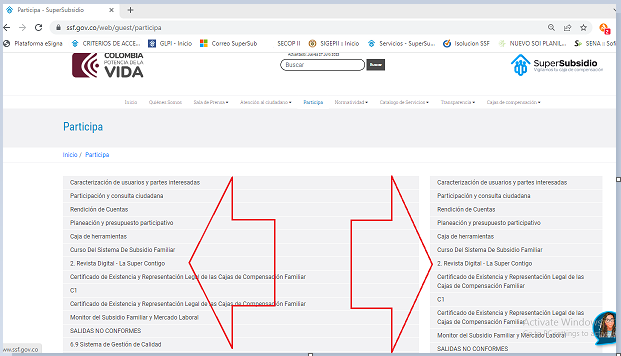 Participa - SuperSubsidio
ssf.gov.co/web/guest/participa
Plataforma eSigna
CRITERIOS DE ACCE...
GLPI - Inicio
Correo SuperSub
SECOP II
SIGEPII :: Inicio
Servicios - SuperSu...
Isolucion SSF
NUEVO SOI PLANIL...
SENA .:: Sofi
COLOMBIA
POTENCIA DE LA
VIDA
Buscar
Buscar
SuperSubsidio
Inicio
Quiénes Somos
Sala de Prensa
Atención al ciudadano
Participa
Normatividad
Catálogo de Servicios
Transparencia
Cajas de compensación
Participa
Inicio / Participa
Caracterización de usuarios y partes interesadas
Participación y consulta ciudadana
Rendición de Cuentas
Planeación y presupuesto participativo
Caja de herramientas
Curso Del Sistema De Subsidio Familiar
2. Revista Digital - La Super Contigo
Certificado de Existencia y Representación Legal de las Cajas de Compensación Familiar
C1
Certificado de Existencia y Representación Legal de las Cajas de Compensación Familiar
Monitor del Subsidio Familiar y Mercado Laboral
SALIDAS NO CONFORMES
6.9 Sistema de Gestión de Calidad
Caracterización de usuarios y partes interesadas
Participación y consulta ciudadana
Rendición de Cuentas
Planeación y presupuesto participativo
Caja de herramientas
Curso Del Sistema De Subsidio Familiar
2. Revista Digital - La Super Contigo
Certificado de Existencia y Representación Legal de las
Cajas de Compensación Familiar
C1
Certificado de Existencia y Representación Legal de las
Cajas de Compensación Familiar
Monitor del Subsidio Familiar y Mercado Laboral
SALIDAS NO CONFORMES
Activate Windows
ww.ssf.gov.co